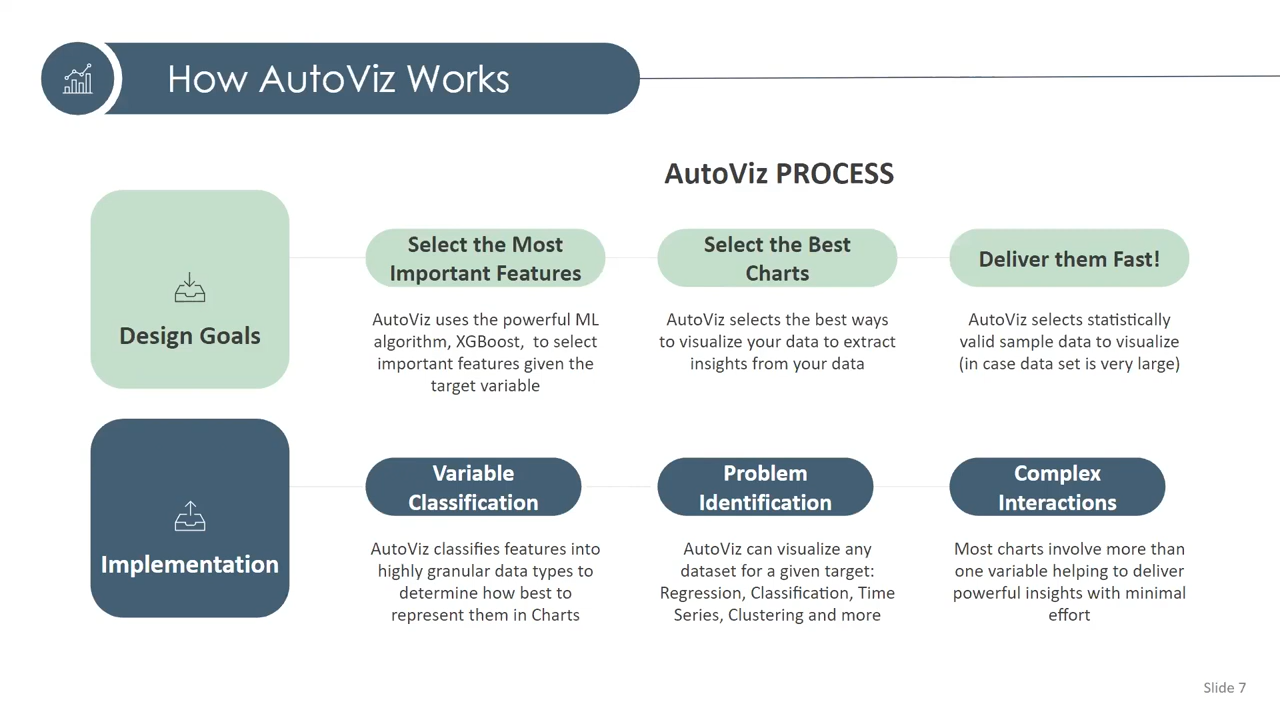 How AutoViz Works
AutoViz PROCESS
Design Goals
Select the Most
Important Features
AutoViz uses the powerful ML
algorithm, XGBoost, to select
important features given the
target variable
Select the Best
Charts
AutoViz selects the best ways
to visualize your data to extract
insights from your data
Deliver them Fast!
AutoViz selects statistically
valid sample data to visualize
(in case data set is very large)
Implementation
Variable
Classification
AutoViz classifies features into
highly granular data types to
determine how best to
represent them in Charts
Problem
Identification
AutoViz can visualize any
dataset for a given target:
Regression, Classification, Time
Series, Clustering and more
Complex
Interactions
Most charts involve more than
one variable helping to deliver
powerful insights with minimal
effort
Slide 7